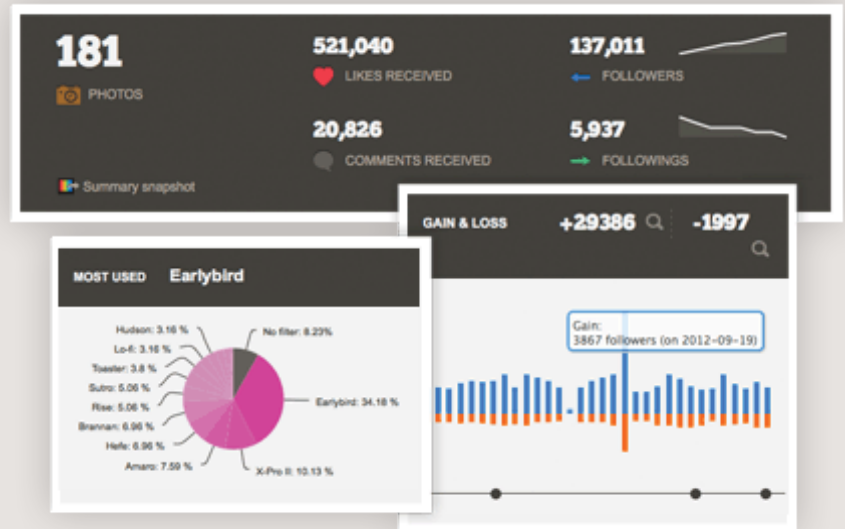 181
PHOTOS
Summary snapshot
521,040
LIKES RECEIVED
20,826
COMMENTS RECEIVED
137,011
FOLLOWERS
5,937
FOLLOWINGS
GAIN & LOSS +29386 -1997
Gain:
3867 followers (on 2012-09-19)
MOST USED Earlybird
Hudson: 3.16 %
No filter: 8.23%
Lo-fi: 3.16 %
Toaster: 3.8 %
Sutro: 5.06 %
Rise: 5.06 %
Earlybird: 34.18 %
Brannan: 6.96 %
Hefe: 6.96 %
Amaro: 7.59 %
X-Pro II: 10.13 %